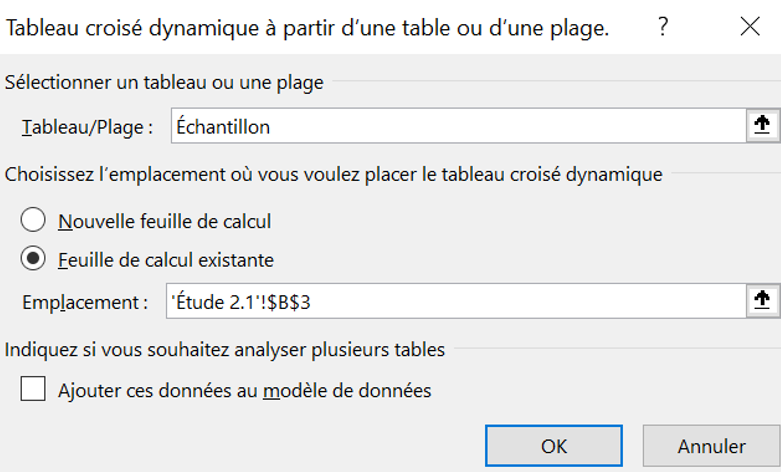 Tableau croisé dynamique à partir d’une table ou d’une plage. ?
Sélectionner un tableau ou une plage
Tableau/Plage : Échantillon
Choisissez l’emplacement où vous voulez placer le tableau croisé dynamique
Nouvelle feuille de calcul
Feuille de calcul existante
Emplacement : 'Étude 2.1'!$B$3
Indiquez si vous souhaitez analyser plusieurs tables
Ajouter ces données au modèle de données
OK Annuler